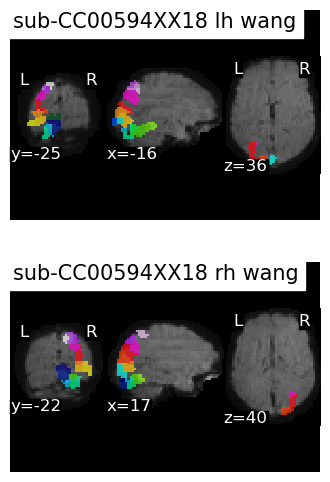 sub-CC00594XX18 lh wang
L R L R
y=-25 x=-16 z=36
sub-CC00594XX18 rh wang
L R L R
y=-22 x=17 z=40